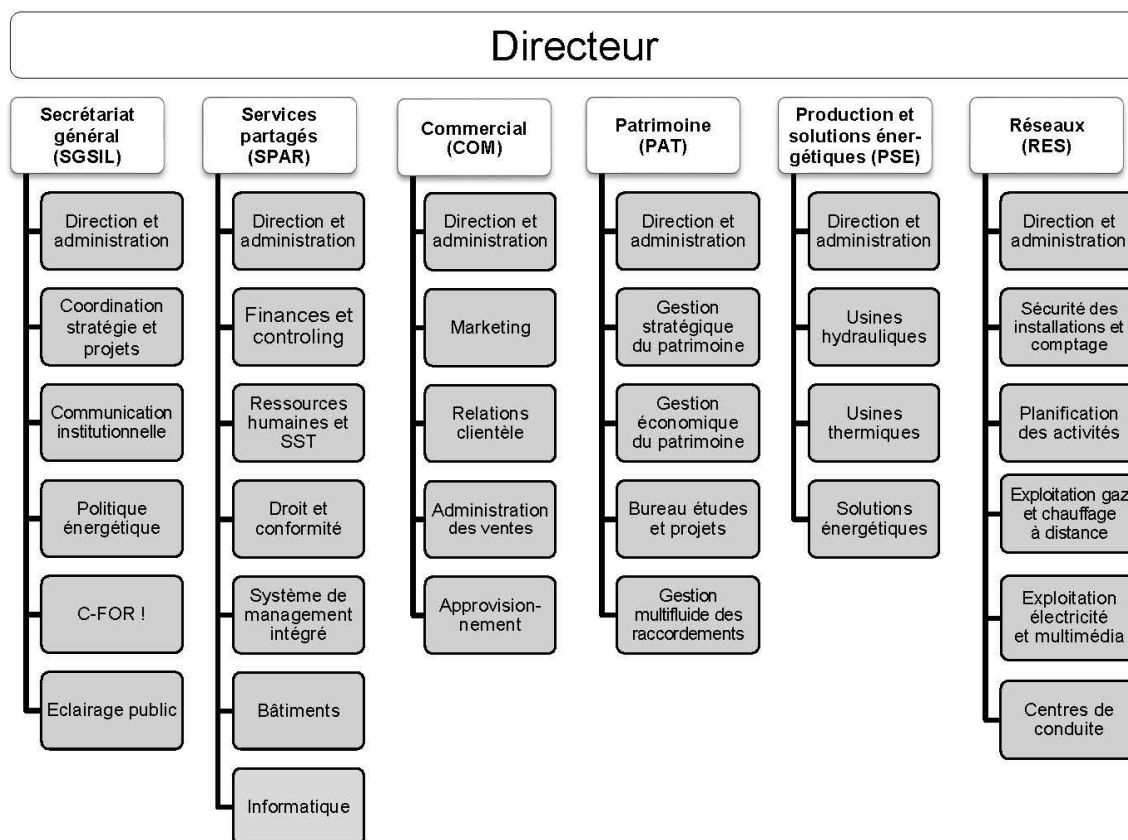 Directeur
Secrétariat
général
(SGSIL)
Direction et
administration
Coordination
stratégie et
projets
Communication
institutionnelle
Politique
énergétique
C-FOR !
Eclairage public
Services
partagés
(SPAR)
Direction et
administration
Finances et
controling
Ressources
humaines et
SST
Droit et
conformité
Système de
management
intégré
Bâtiments
Informatique
Commercial
(COM)
Direction et
administration
Marketing
Relations
clientèle
Administration
des ventes
Approvision-
nement
Patrimoine
(PAT)
Direction et
administration
Gestion
stratégique
du patrimoine
Gestion
économique
du patrimoine
Bureau études
et projets
Gestion
multifluide des
raccordements
Production et
solutions éner-
gétiques (PSE)
Direction et
administration
Usines
hydrauliques
Usines
thermiques
Solutions
énergétiques
Réseaux
(RES)
Direction et
administration
Sécurité des
installations et
comptage
Planification
des activités
Exploitation gaz
et chauffage
à distance
Exploitation
électricité
et multimédia
Centres de
conduite